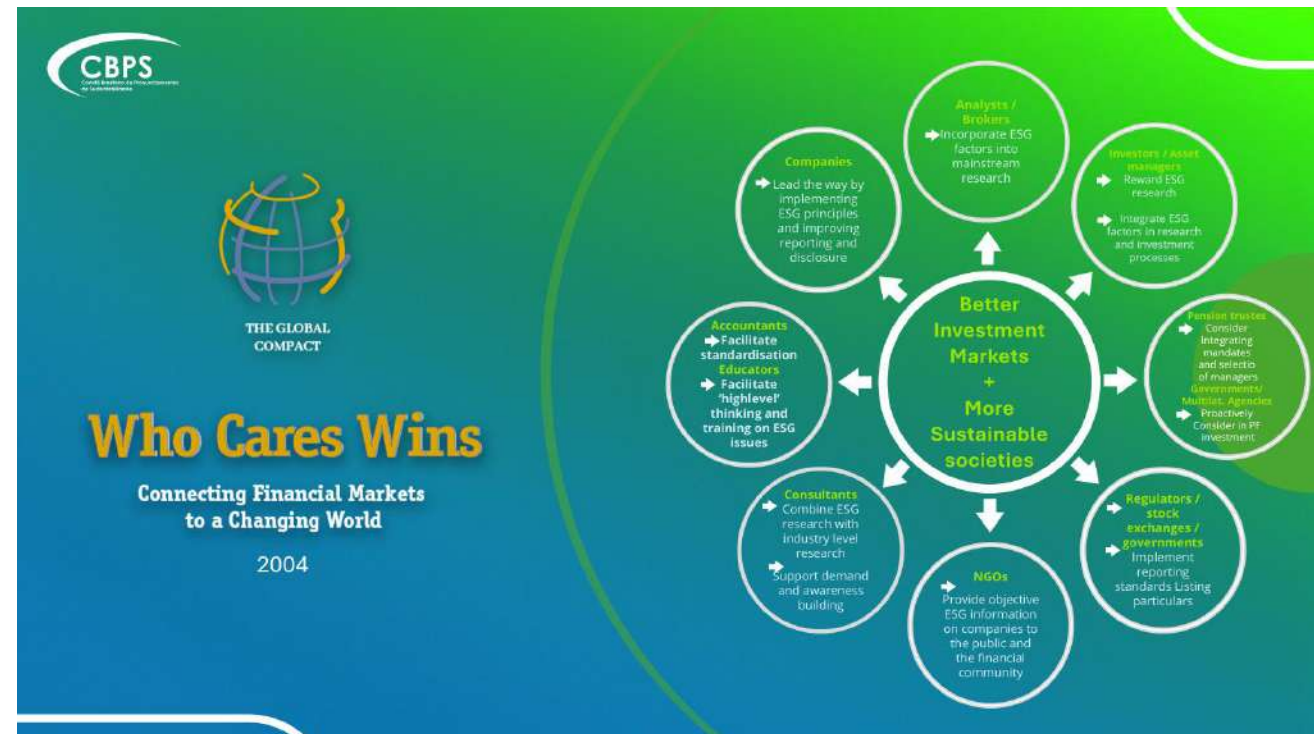 CBPS
Comitê Brasileiro de Pronunciamentos
de Sustentabilidade
THE GLOBAL
COMPACT
Who Cares Wins
Connecting Financial Markets
to a Changing World
2004
Analysts /
Brokers
Incorporate ESG
factors into
mainstream
research
Investors / Asset
managers
Reward ESG
research
Integrate ESG
factors in research
and investment
processes
Pension trustes
Consider
integrating
mandates
and selectio
of managers
Governments/
Multilat. Agencies
Proactively
Consider in PF
investment
Regulators /
stock
exchanges /
governments
Implement
reporting
standards Listing
particulars
NGOs
Provide objective
ESG information
on companies to
the public and
the financial
community
Consultants
Combine ESG
research with
industry level
research
Support demand
and awareness
building
Accountants
Facilitate
standardisation
Educators
Facilitate
‘highlevel’
thinking and
training on ESG
issues
Companies
Lead the way by
implementing
ESG principles
and improving
reporting and
disclosure
Better
Investment
Markets
+
More
Sustainable
societies